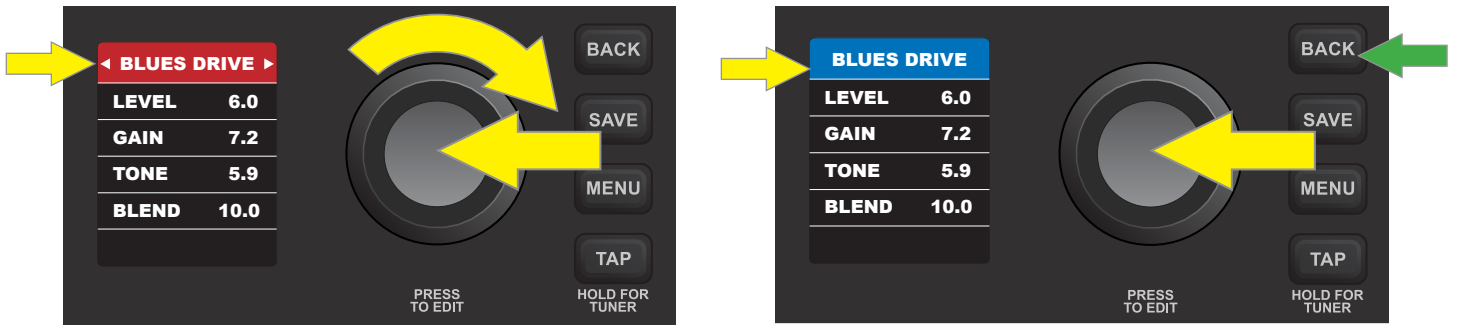 ◄ BLUES DRIVE ►
LEVEL 6.0
GAIN 7.2
TONE 5.9
BLEND 10.0
PRESS
TO EDIT
BACK
SAVE
MENU
TAP
HOLD FOR
TUNER
BLUES DRIVE
LEVEL 6.0
GAIN 7.2
TONE 5.9
BLEND 10.0
PRESS
TO EDIT
BACK
SAVE
MENU
TAP
HOLD FOR
TUNER